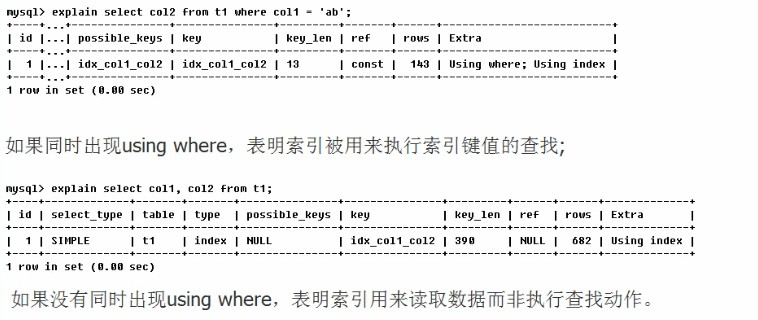 mysql> explain select col2 from t1 where col1 = 'ab';
+----+...+---------------+---------------+---------+-------+------+--------------------------+
| id |...| possible_keys | key | key_len | ref | rows | Extra |
+----+...+---------------+---------------+---------+-------+------+--------------------------+
| 1 |...| idx_col1_col2 | idx_col1_col2 | 13 | const | 143 | Using where; Using index |
+----+...+---------------+---------------+---------+-------+------+--------------------------+
1 row in set (0.00 sec)
如果同时出现using where，表明索引被用来执行索引键值的查找;
mysql> explain select col1, col2 from t1;
+----+-------------+-------+-------+---------------+---------------+---------+------+------+-------------+
| id | select_type | table | type | possible_keys | key | key_len | ref | rows | Extra |
+----+-------------+-------+-------+---------------+---------------+---------+------+------+-------------+
| 1 | SIMPLE | t1 | index | NULL | idx_col1_col2 | 390 | NULL | 682 | Using index |
+----+-------------+-------+-------+---------------+---------------+---------+------+------+-------------+
1 row in set (0.00 sec)
如果没有同时出现using where，表明索引用来读取数据而非执行查找动作。